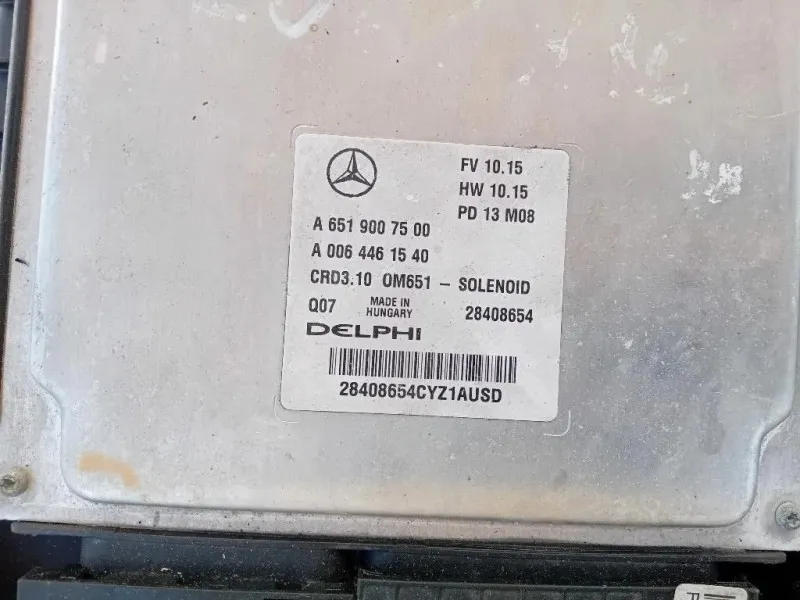 FV 10.15
HW 10.15
PD 13 M08
A 651 900 75 00
A 006 446 15 40
CRD3.10 OM651 - SOLENOID
Q07 MADE IN HUNGARY 28408654
DELPHI
28408654CYZ1AUSD